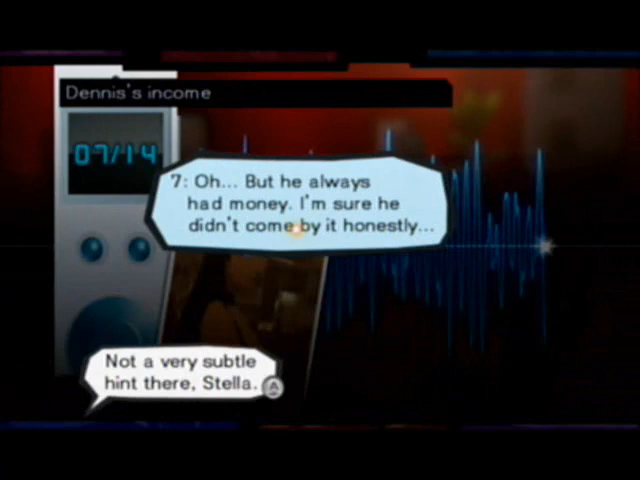 Dennis's income
07/14
7: Oh... But he always
had money. I'm sure he
didn't come by it honestly...
Not a very subtle
hint there, Stella.
A